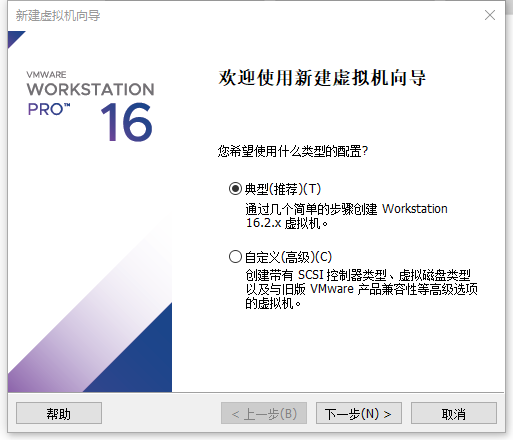 新建虚拟机向导
VMWARE
WORKSTATION
PRO™ 16
欢迎使用新建虚拟机向导
您希望使用什么类型的配置?
典型(推荐)(T)
通过几个简单的步骤创建 Workstation
16.2.x 虚拟机。
自定义(高级)(C)
创建带有 SCSI 控制器类型、虚拟磁盘类型
以及与旧版 VMware 产品兼容性等高级选项
的虚拟机。
帮助
< 上一步(B)
下一步(N) >
取消